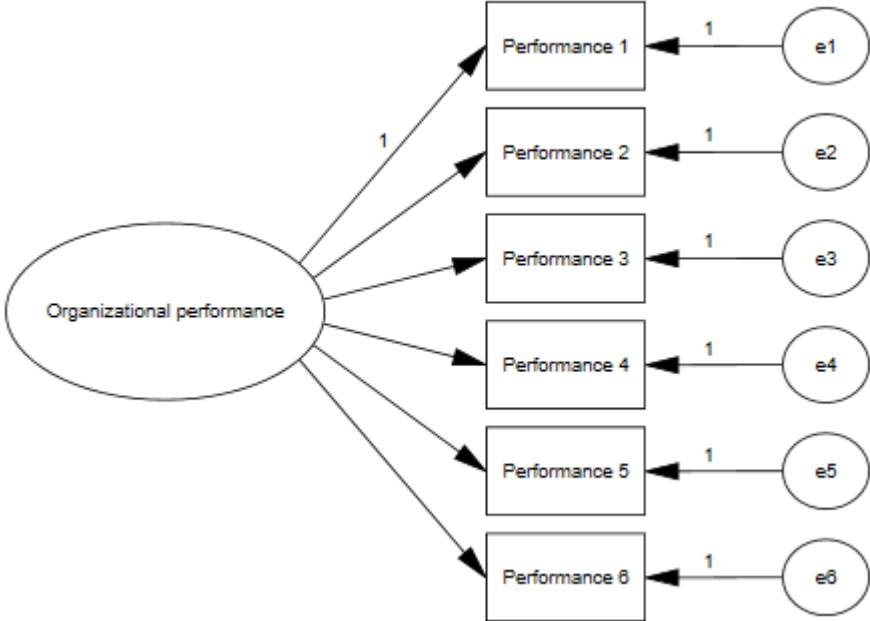 Performance 1
1
e1
1
Performance 2
1
e2
Performance 3
1
e3
Organizational performance
Performance 4
1
e4
Performance 5
1
e5
Performance 6
1
e6